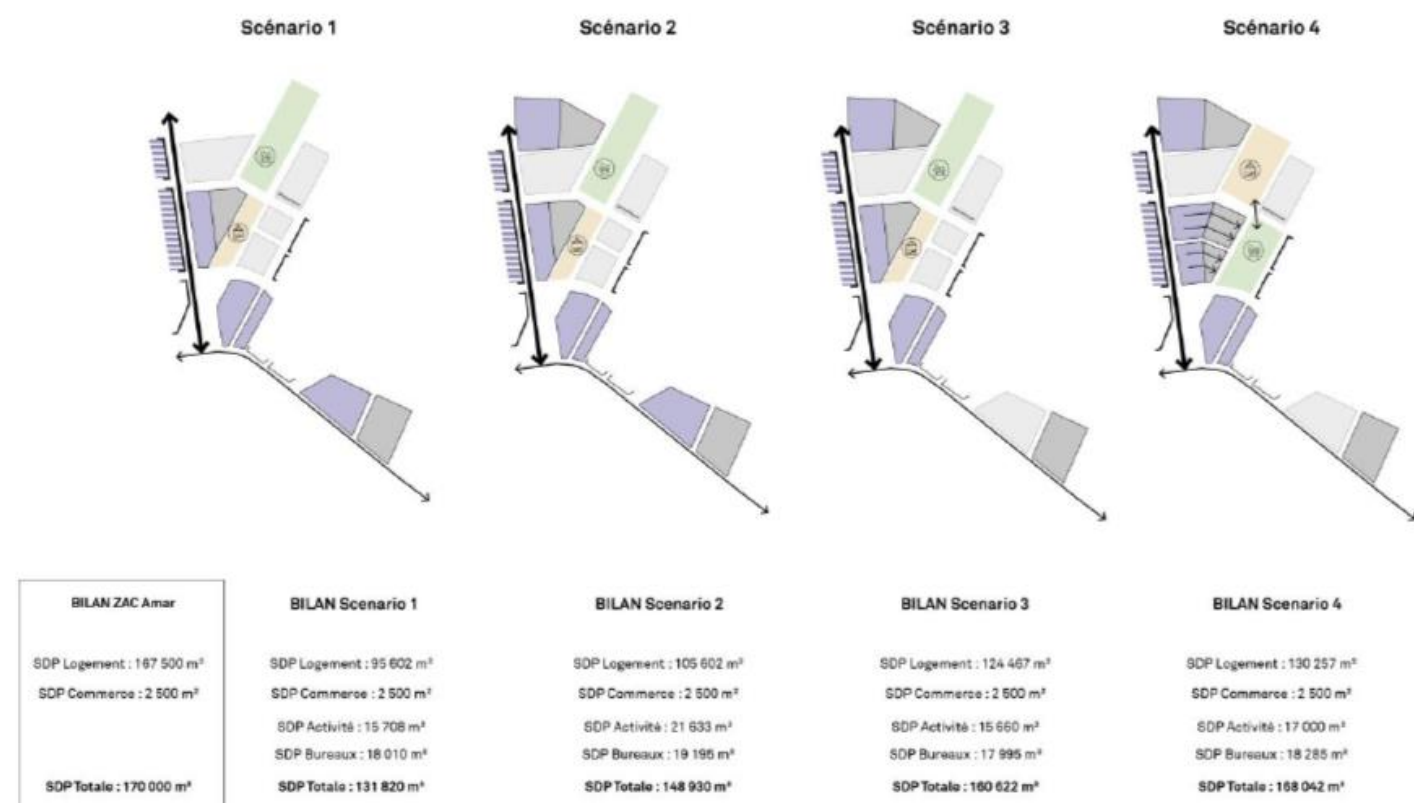 Scénario 1
Scénario 2
Scénario 3
Scénario 4
BILAN ZAC Amar
SDP Logement : 167 500 m²
SDP Commerce : 2 500 m²
SDP Totale : 170 000 m²
BILAN Scenario 1
SDP Logement : 95 602 m²
SDP Commerce : 2 500 m²
SDP Activité : 15 708 m²
SDP Bureaux : 18 010 m²
SDP Totale : 131 820 m²
BILAN Scenario 2
SDP Logement : 105 602 m²
SDP Commerce : 2 500 m²
SDP Activité : 21 633 m²
SDP Bureaux : 19 195 m²
SDP Totale : 148 930 m²
BILAN Scenario 3
SDP Logement : 124 467 m²
SDP Commerce : 2 500 m²
SDP Activité : 15 660 m²
SDP Bureaux : 17 995 m²
SDP Totale : 160 622 m²
BILAN Scenario 4
SDP Logement : 130 257 m²
SDP Commerce : 2 500 m²
SDP Activité : 17 000 m²
SDP Bureaux : 18 285 m²
SDP Totale : 168 042 m²